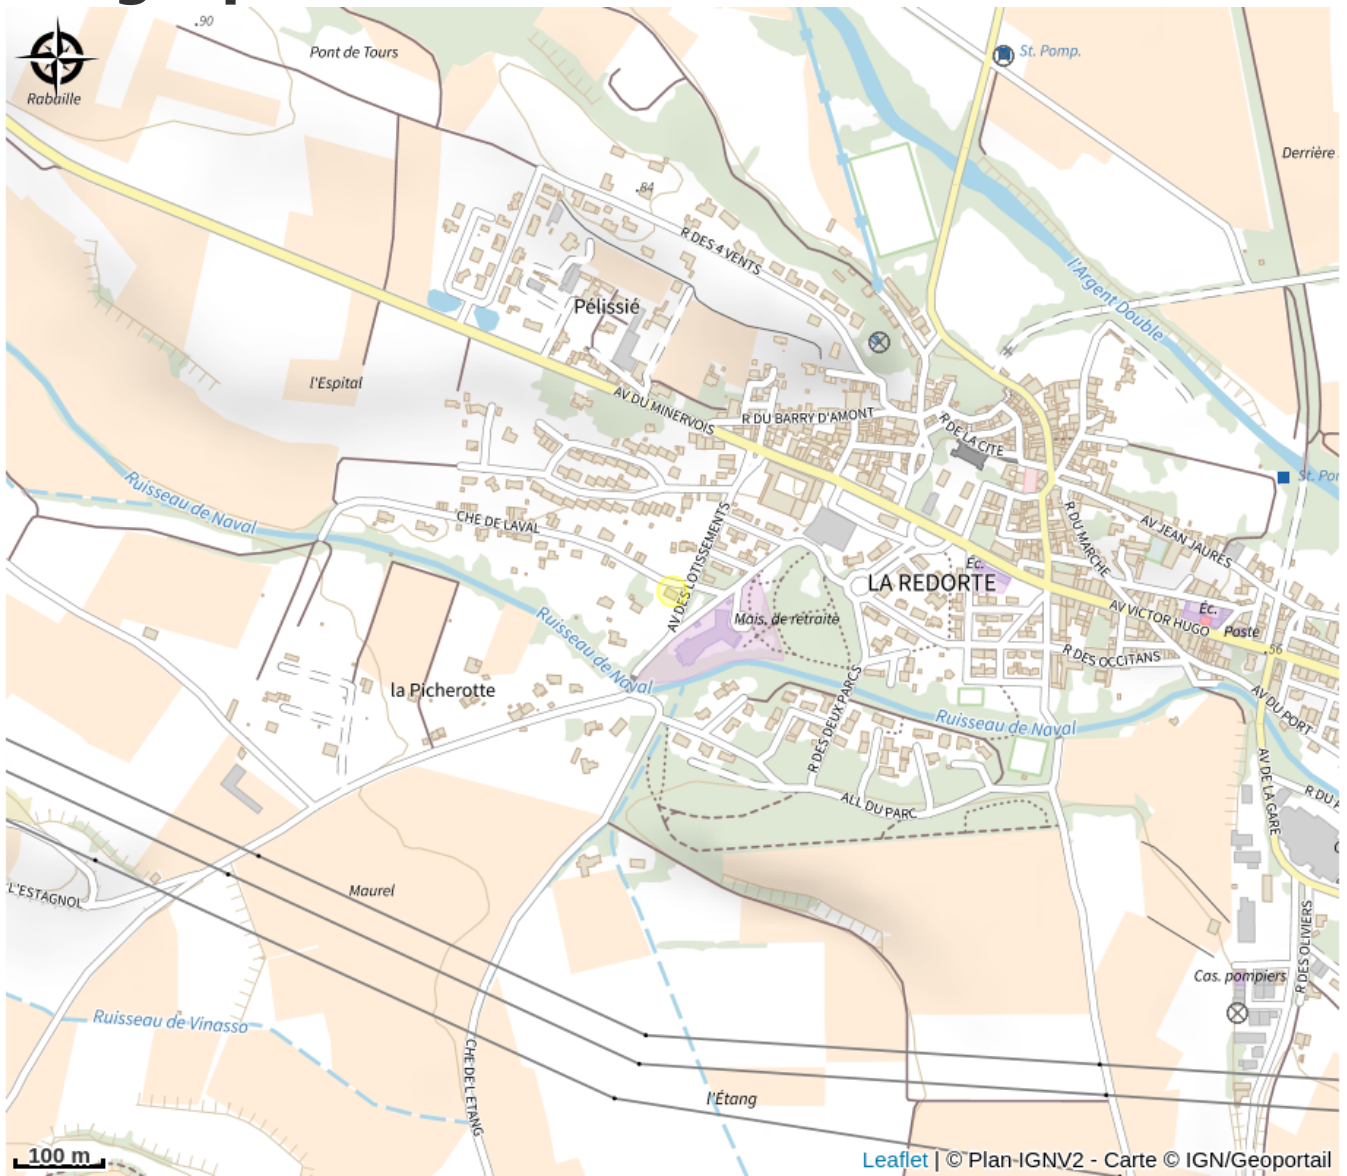 .90
Pont de Tours
St. Pomp.
Rabaille
Derrière
.84
R DES 4 VENTS
l'Argent Double
Pélissié
l'Espital
AV DU MINERVOIS
R DU BARRY D'AMONT
R DE LA CITE
St. Pon
Ruisseau de Naval
CHE DE LAVAL
AV DES LOTISSEMENTS
R DU MARCHE
AV JEAN JAURES
Éc.
LA REDORTE
Mais. de retraite
AV VICTOR HUGO
Éc.
Poste
Ruisseau de Naval
R DES OCCITANS
.56
la Picherotte
R DES DEUX PARCS
Ruisseau de Naval
AV DU PORT
AV DE LA GARE
ALL DU PARC
R DU
L'ESTAGNOL
Maurel
R DES OLIVIERS
Cas. pompiers
Ruisseau de Vinasso
CHE DE L'ETANG
l'Étang
100 m
Leaflet | © Plan IGNV2 - Carte © IGN/Geoportail